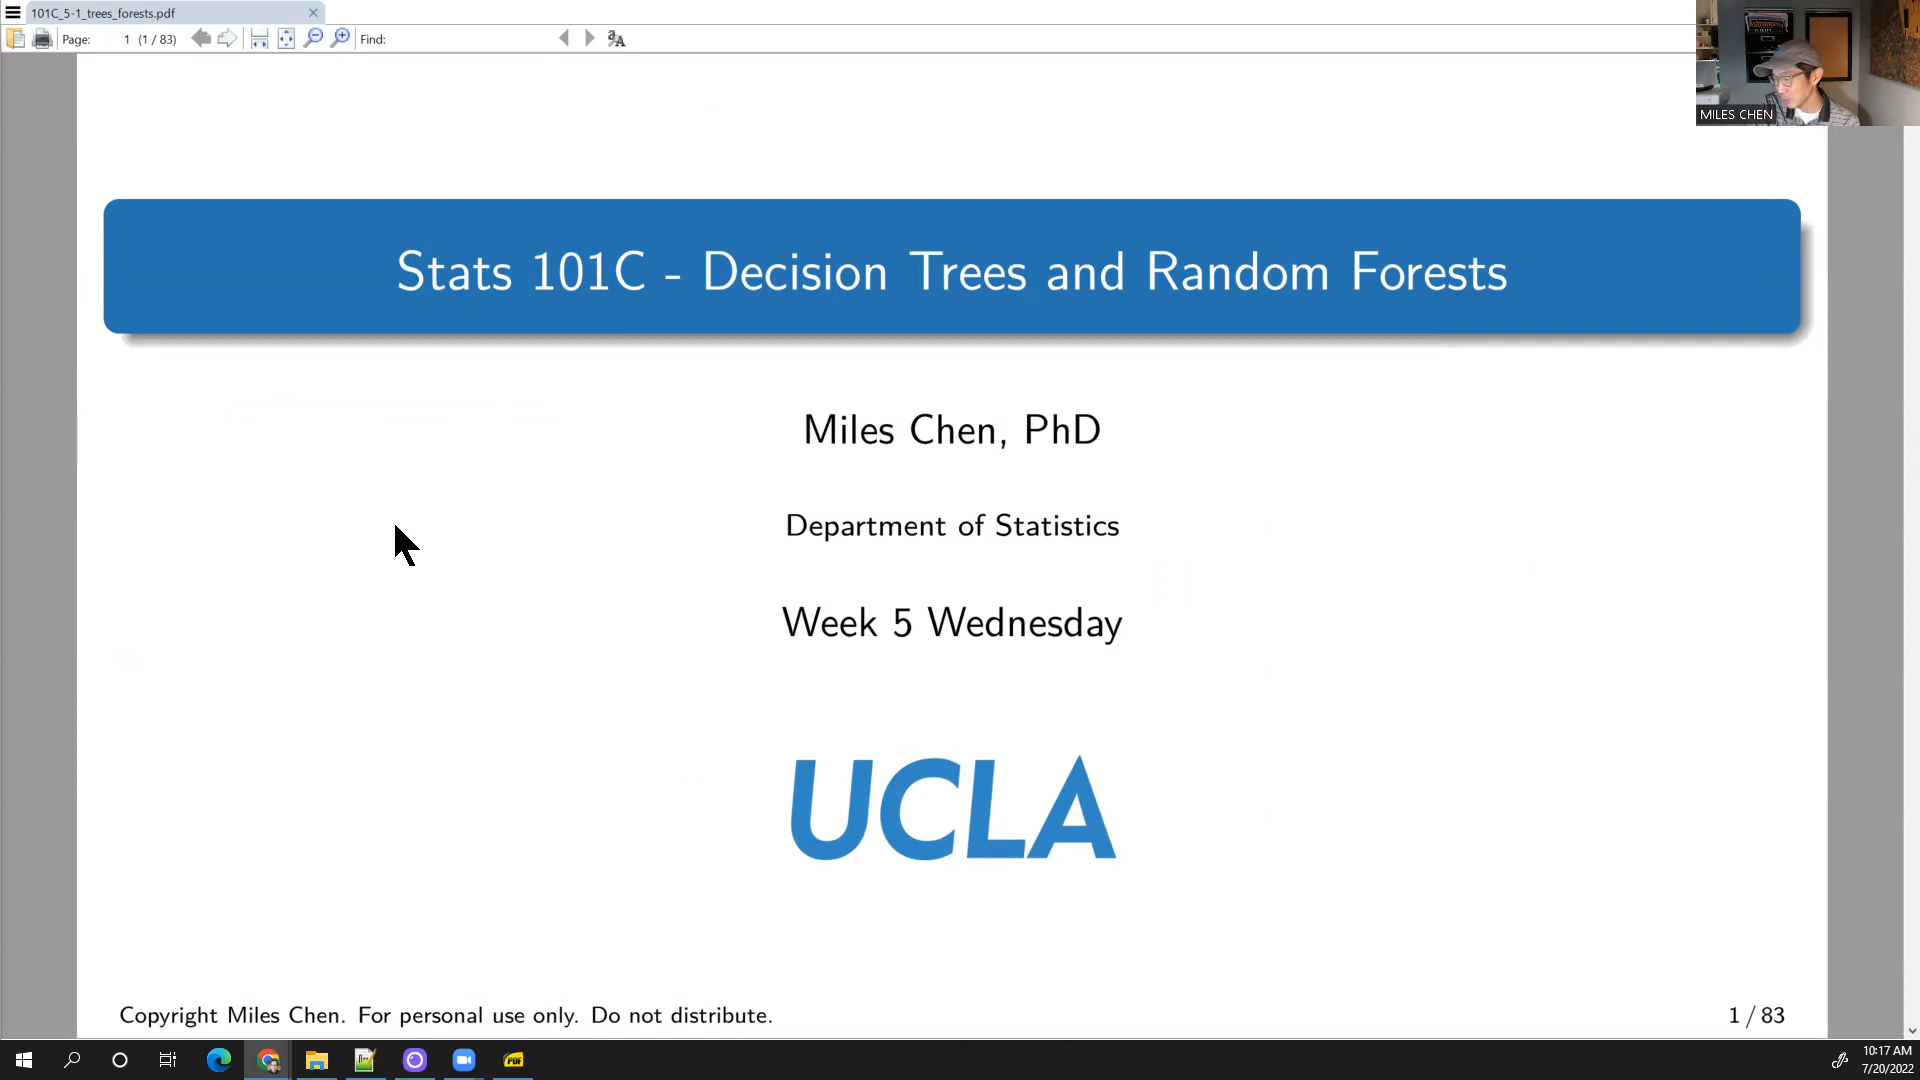 101C_5-1_trees_forests.pdf
Page: 1 (1 / 83) Find:
MILES CHEN
Stats 101C - Decision Trees and Random Forests
Miles Chen, PhD
Department of Statistics
Week 5 Wednesday
UCLA
Copyright Miles Chen. For personal use only. Do not distribute.
1 / 83
PDF
10:17 AM
7/20/2022